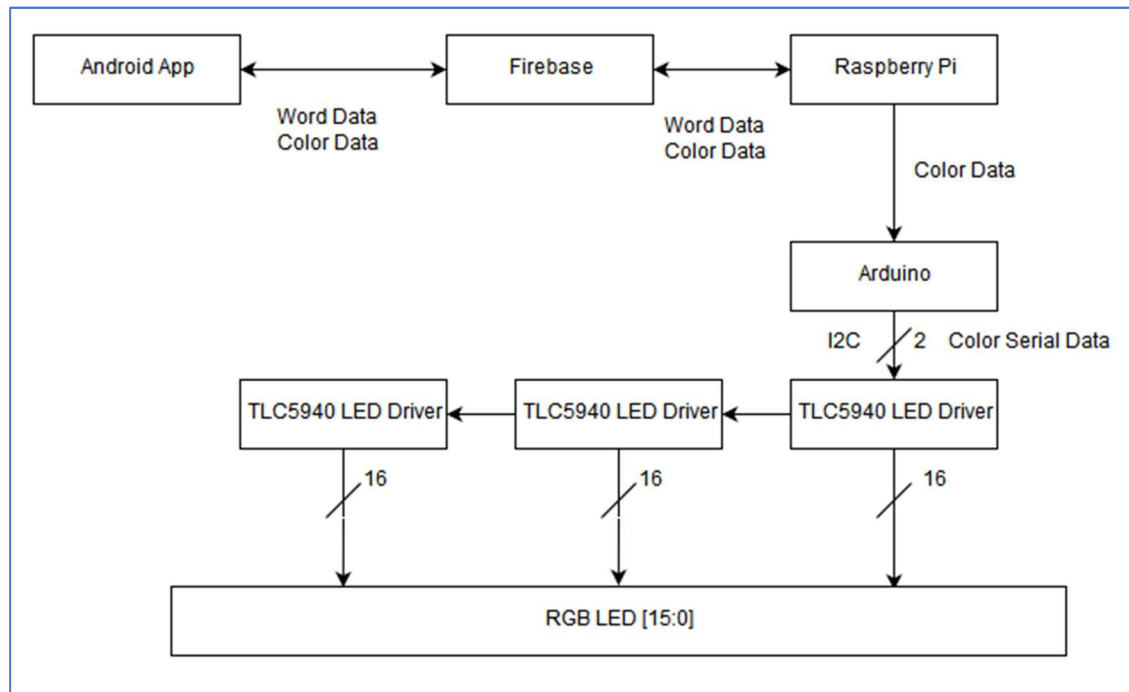 Android App
Firebase
Raspberry Pi
Word Data
Color Data
Word Data
Color Data
Color Data
Arduino
I2C 2 Color Serial Data
TLC5940 LED Driver
TLC5940 LED Driver
TLC5940 LED Driver
16
16
16
RGB LED [15:0]